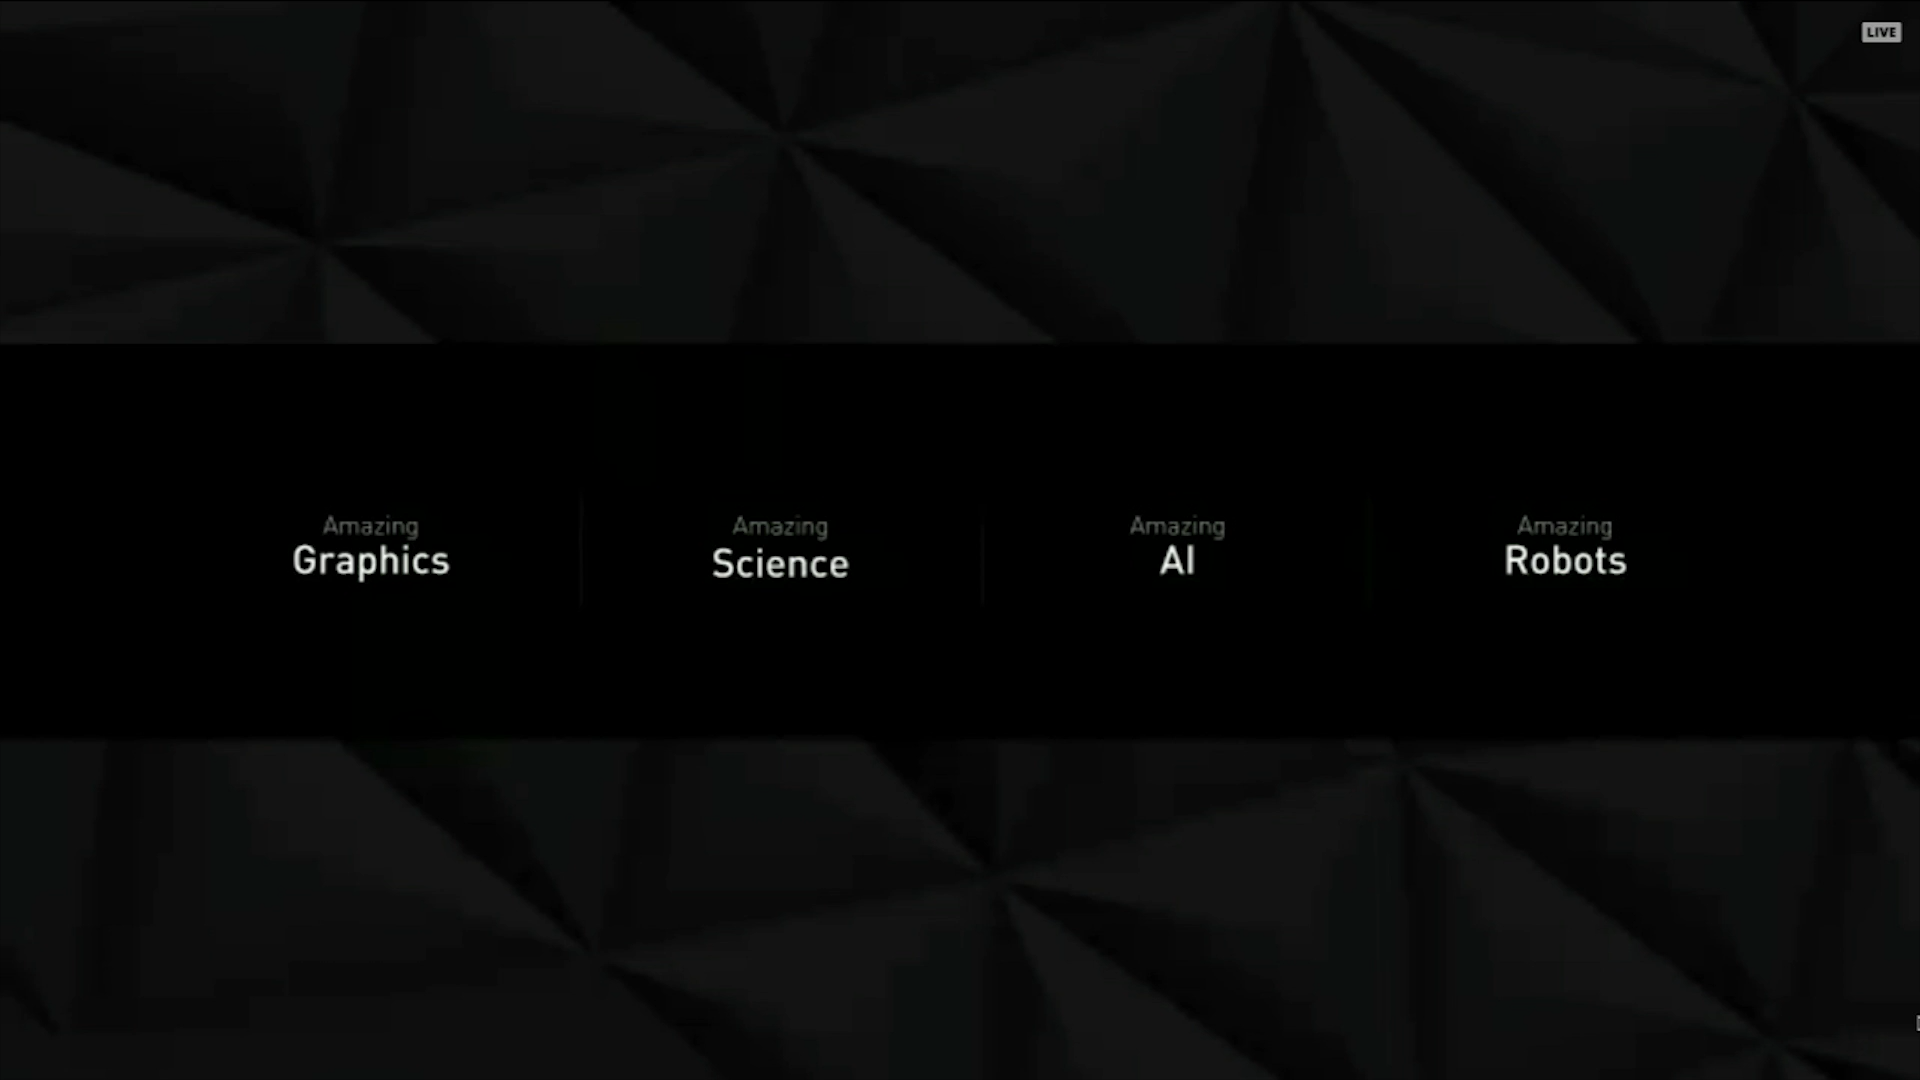 LIVE
Amazing
Graphics
Amazing
Science
Amazing
AI
Amazing
Robots